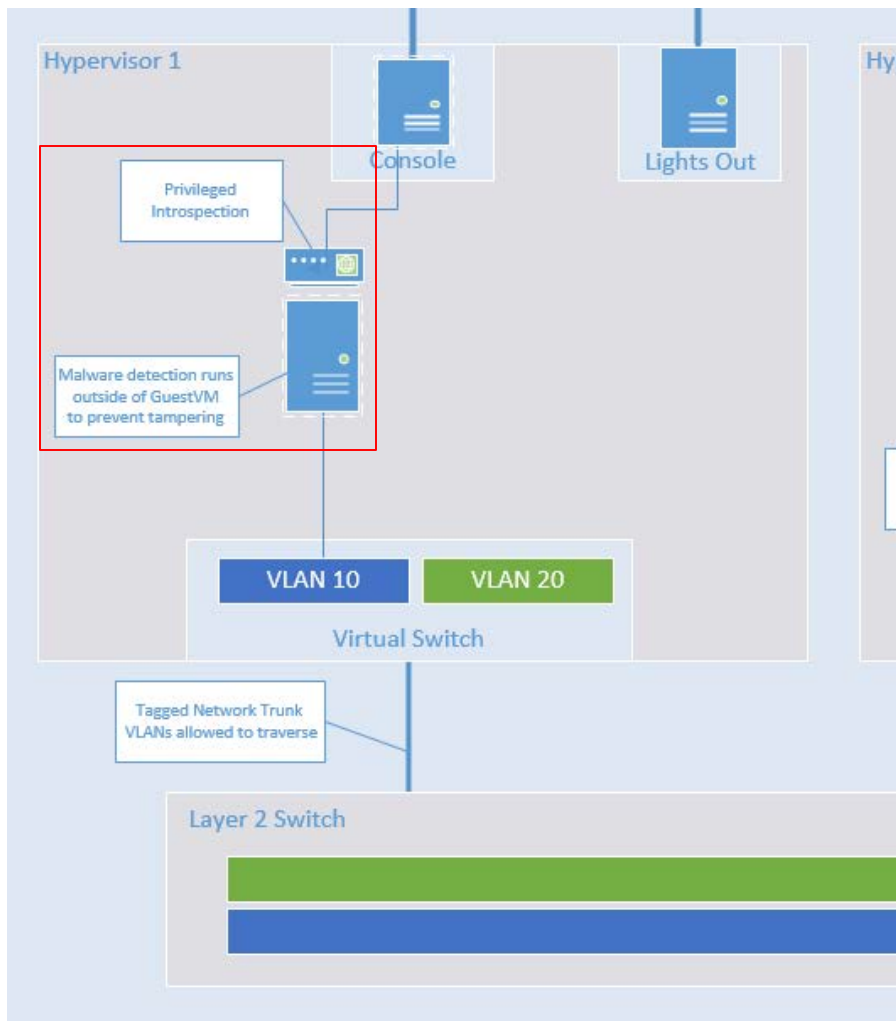 Hypervisor 1
Hy
Console
Lights Out
Privileged
Introspection
Malware detection runs
outside of GuestVM
to prevent tampering
VLAN 10
VLAN 20
Virtual Switch
Tagged Network Trunk
VLANs allowed to traverse
Layer 2 Switch